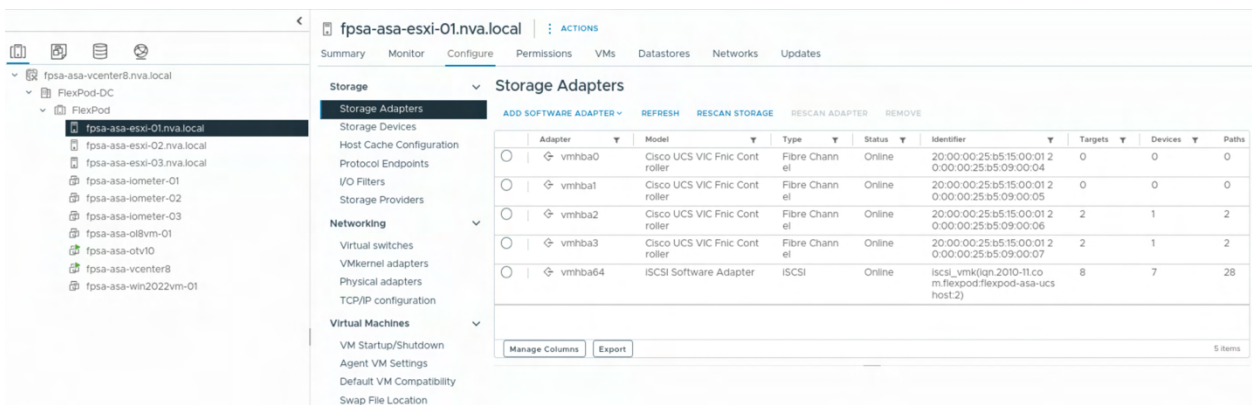 fpsa-asa-esxi-01.nva.local
ACTIONS
Summary Monitor Configure Permissions VMs Datastores Networks Updates
fpsa-asa-vcenter8.nva.local
FlexPod-DC
FlexPod
fpsa-asa-esxi-01.nva.local
fpsa-asa-esxi-02.nva.local
fpsa-asa-esxi-03.nva.local
fpsa-asa-iometer-01
fpsa-asa-iometer-02
fpsa-asa-iometer-03
fpsa-asa-ol8vm-01
fpsa-asa-otv10
fpsa-asa-vcenter8
fpsa-asa-win2022vm-01
Storage
Storage Adapters
Storage Devices
Host Cache Configuration
Protocol Endpoints
I/O Filters
Storage Providers
Networking
Virtual switches
VMkernel adapters
Physical adapters
TCP/IP configuration
Virtual Machines
VM Startup/Shutdown
Agent VM Settings
Default VM Compatibility
Swap File Location
Storage Adapters
ADD SOFTWARE ADAPTER REFRESH RESCAN STORAGE RESCAN ADAPTER REMOVE
Adapter Model Type Status Identifier Targets Devices Paths
vmhba0 Cisco UCS VIC Fnic Cont Fibre Chann Online 20:00:00:25:b5:15:00:01 2 0 0 0
roller el 0:00:00:25:b5:09:00:04
vmhba1 Cisco UCS VIC Fnic Cont Fibre Chann Online 20:00:00:25:b5:15:00:01 2 0 0 0
roller el 0:00:00:25:b5:09:00:05
vmhba2 Cisco UCS VIC Fnic Cont Fibre Chann Online 20:00:00:25:b5:15:00:01 2 2 1 2
roller el 0:00:00:25:b5:09:00:06
vmhba3 Cisco UCS VIC Fnic Cont Fibre Chann Online 20:00:00:25:b5:15:00:01 2 2 1 2
roller el 0:00:00:25:b5:09:00:07
vmhba64 iSCSI Software Adapter iSCSI Online iscsi_vmk(iqn.2010-11.co 8 7 28
m.flexpod:flexpod-asa-ucs
host:2)
Manage Columns Export 5 items